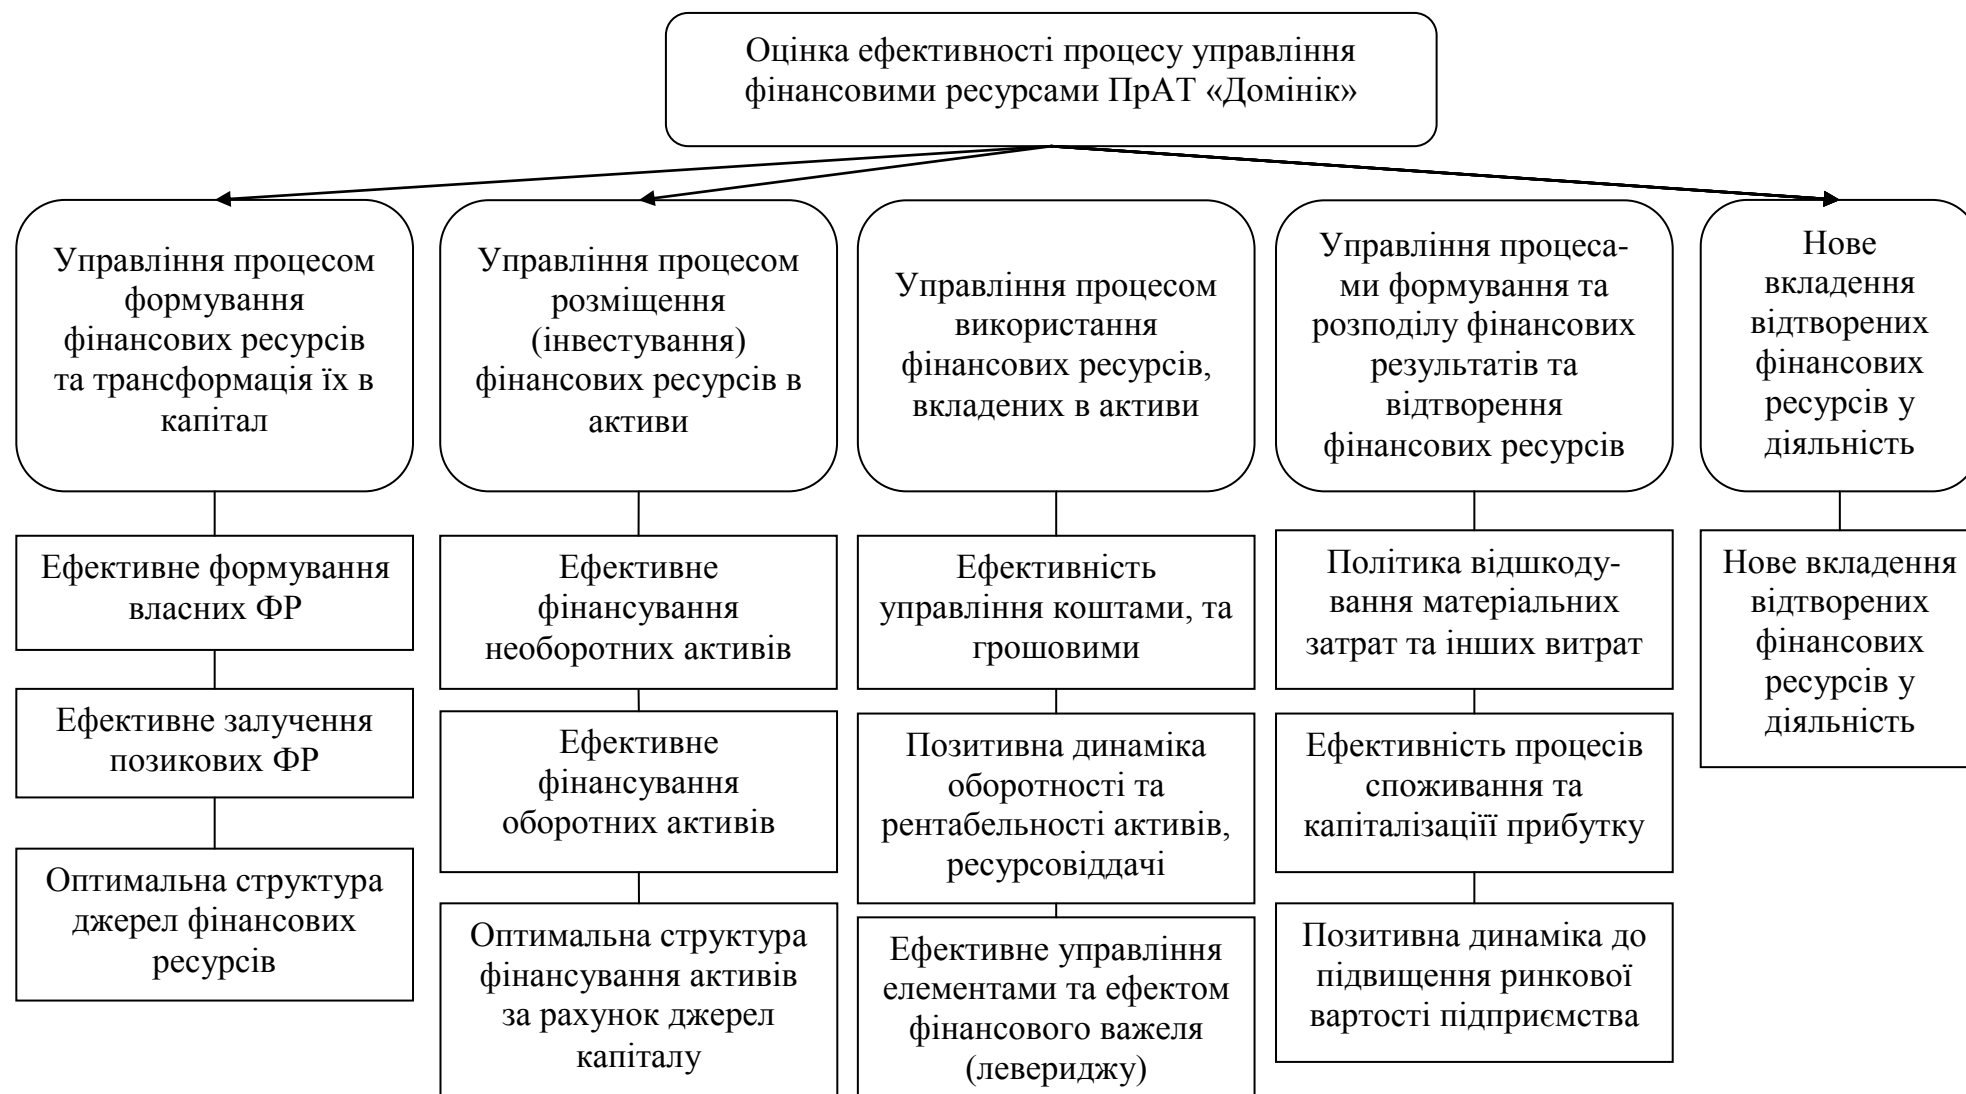 Оцінка ефективності процесу управління
фінансовими ресурсами ПрАТ «Домінік»
Управління процесом
формування
фінансових ресурсів
та трансформація їх в
капітал
Управління процесом
розміщення
(інвестування)
фінансових ресурсів в
активи
Управління процесом
використання
фінансових ресурсів,
вкладених в активи
Управління процеса-
ми формування та
розподілу фінансових
результатів та
відтворення
фінансових ресурсів
Нове
вкладення
відтворених
фінансових
ресурсів у
діяльність
Ефективне формування
власних ФР
Ефективне залучення
позикових ФР
Оптимальна структура
джерел фінансових
ресурсів
Ефективне
фінансування
необоротних активів
Ефективне
фінансування
оборотних активів
Оптимальна структура
фінансування активів
за рахунок джерел
капіталу
Ефективність
управління коштами, та
грошовими
Позитивна динаміка
оборотності та
рентабельності активів,
ресурсовіддачі
Ефективне управління
елементами та ефектом
фінансового важеля
(левериджу)
Політика відшкоду-
вання матеріальних
затрат та інших витрат
Ефективність процесів
споживання та
капіталізаціїї прибутку
Позитивна динаміка до
підвищення ринкової
вартості підприємства
Нове вкладення
відтворених
фінансових
ресурсів у
діяльність